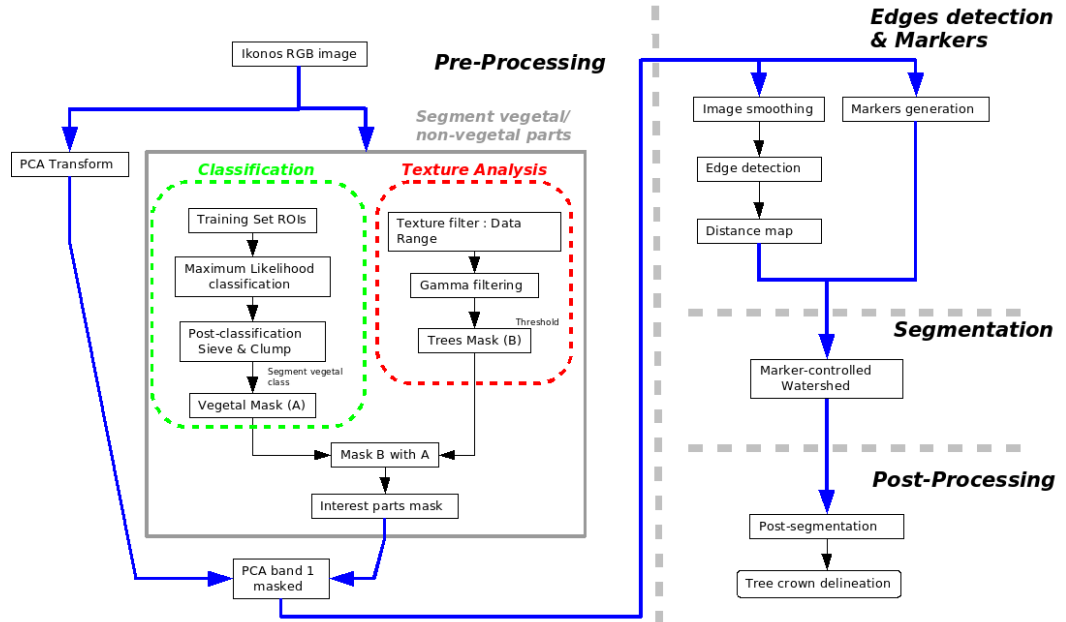 Ikonos RGB image
Pre-Processing
Segment vegetal/
non-vegetal parts
PCA Transform
Classification
Training Set ROIs
Maximum Likelihood
classification
Post-classification
Sieve & Clump
Segment vegetal
class
Vegetal Mask (A)
Texture Analysis
Texture filter : Data
Range
Gamma filtering
Threshold
Trees Mask (B)
Mask B with A
Interest parts mask
PCA band 1
masked
Edges detection
& Markers
Image smoothing
Markers generation
Edge detection
Distance map
Segmentation
Marker-controlled
Watershed
Post-Processing
Post-segmentation
Tree crown delineation